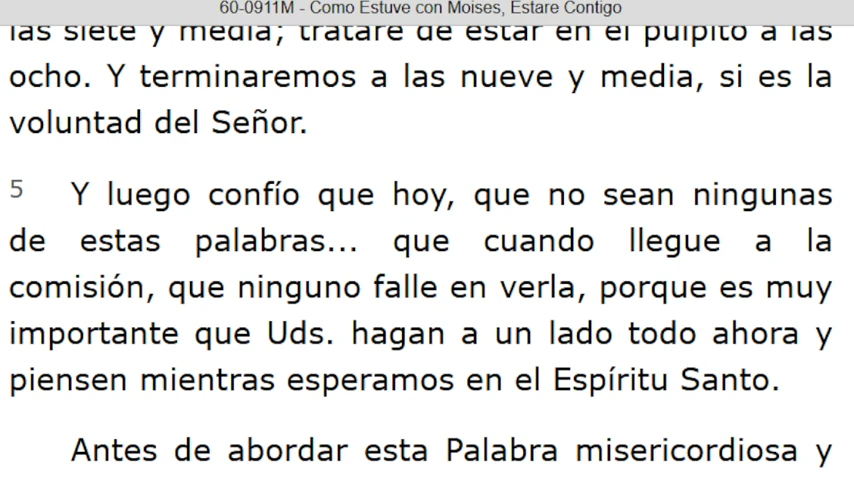 60-0911M - Como Estuve con Moises, Estare Contigo
las siete y media; trataré de estar en el púlpito a las
ocho. Y terminaremos a las nueve y media, si es la
voluntad del Señor.
5 Y luego confío que hoy, que no sean ningunas
de estas palabras... que cuando llegue a la
comisión, que ninguno falle en verla, porque es muy
importante que Uds. hagan a un lado todo ahora y
piensen mientras esperamos en el Espíritu Santo.
Antes de abordar esta Palabra misericordiosa y